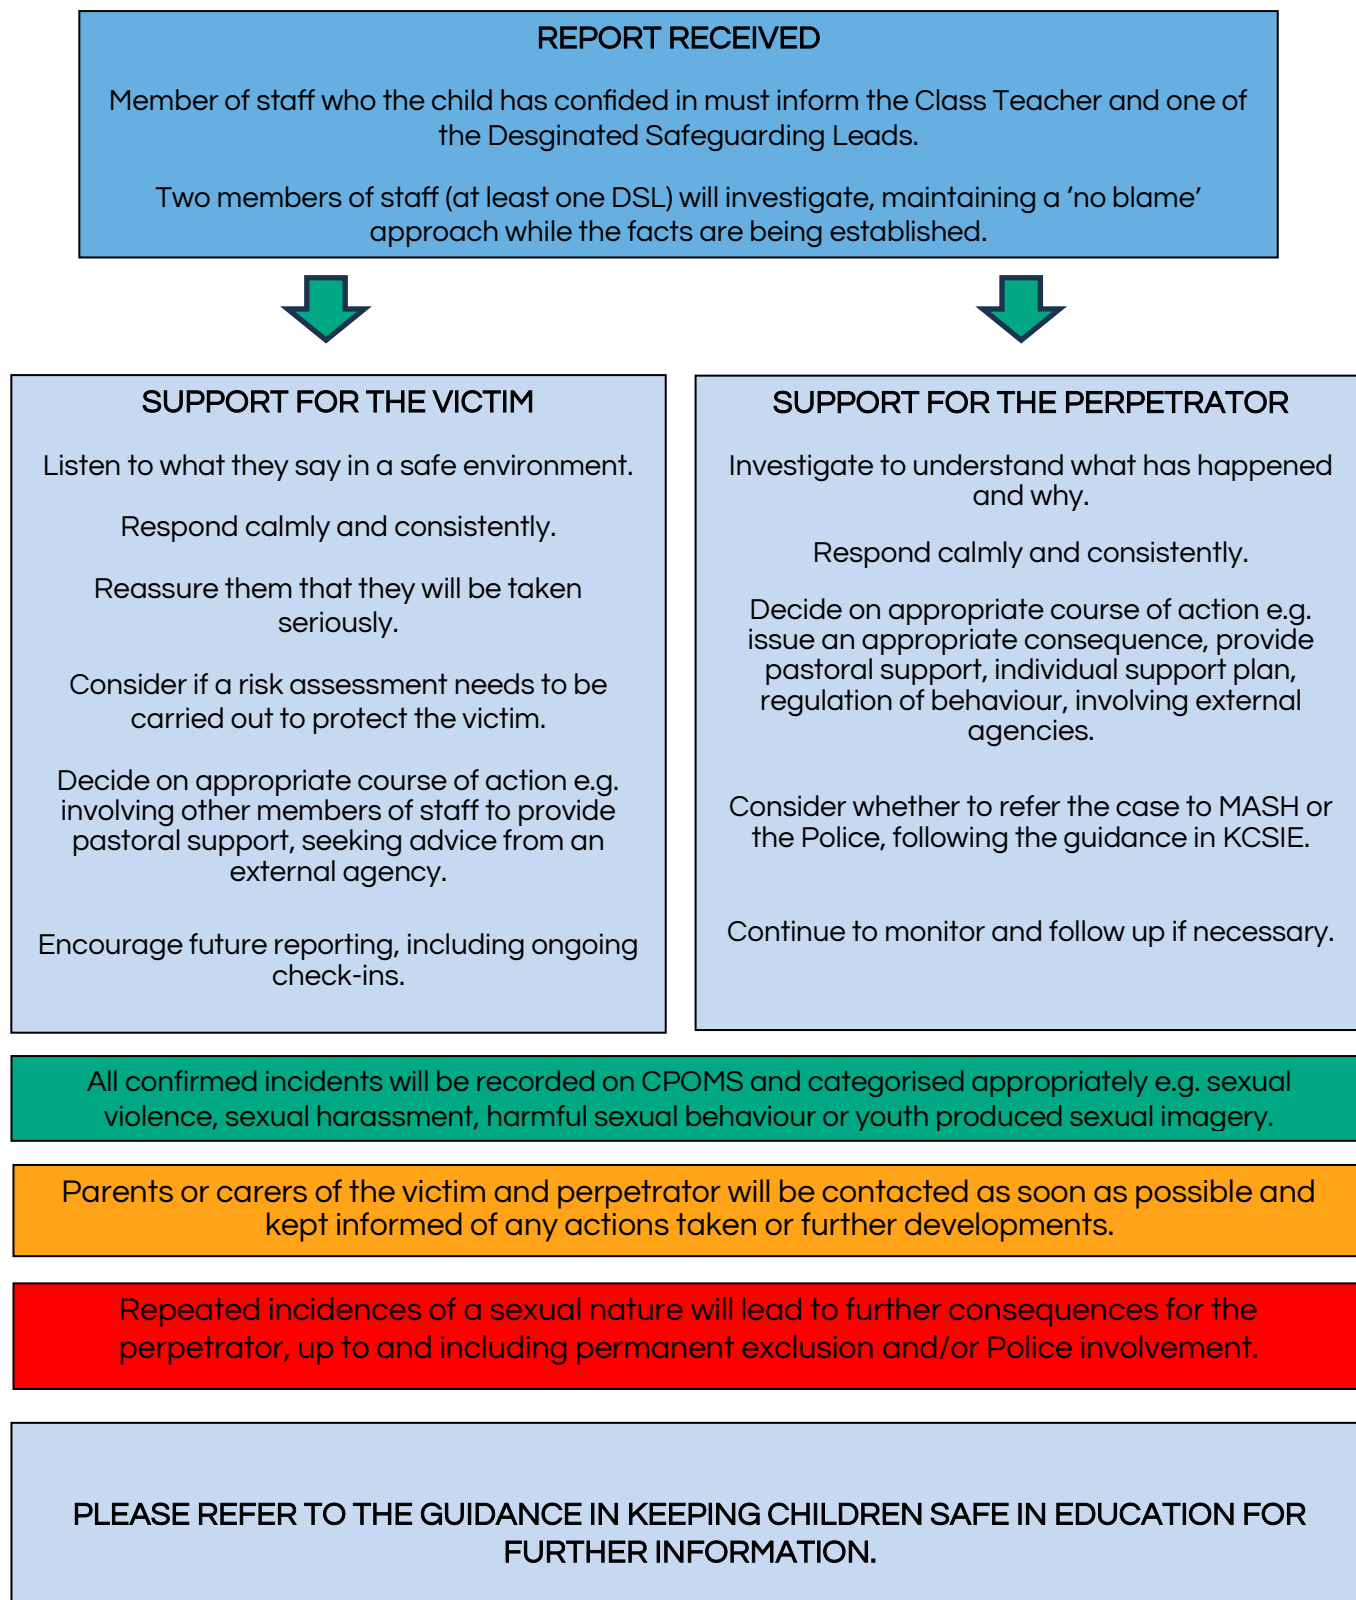 REPORT RECEIVED
Member of staff who the child has confided in must inform the Class Teacher and one of
the Desginated Safeguarding Leads.
Two members of staff (at least one DSL) will investigate, maintaining a ‘no blame’
approach while the facts are being established.
SUPPORT FOR THE VICTIM
Listen to what they say in a safe environment.
Respond calmly and consistently.
Reassure them that they will be taken
seriously.
Consider if a risk assessment needs to be
carried out to protect the victim.
Decide on appropriate course of action e.g.
involving other members of staff to provide
pastoral support, seeking advice from an
external agency.
Encourage future reporting, including ongoing
check-ins.
SUPPORT FOR THE PERPETRATOR
Investigate to understand what has happened
and why.
Respond calmly and consistently.
Decide on appropriate course of action e.g.
issue an appropriate consequence, provide
pastoral support, individual support plan,
regulation of behaviour, involving external
agencies.
Consider whether to refer the case to MASH or
the Police, following the guidance in KCSIE.
Continue to monitor and follow up if necessary.
All confirmed incidents will be recorded on CPOMS and categorised appropriately e.g. sexual
violence, sexual harassment, harmful sexual behaviour or youth produced sexual imagery.
Parents or carers of the victim and perpetrator will be contacted as soon as possible and
kept informed of any actions taken or further developments.
Repeated incidences of a sexual nature will lead to further consequences for the
perpetrator, up to and including permanent exclusion and/or Police involvement.
PLEASE REFER TO THE GUIDANCE IN KEEPING CHILDREN SAFE IN EDUCATION FOR
FURTHER INFORMATION.